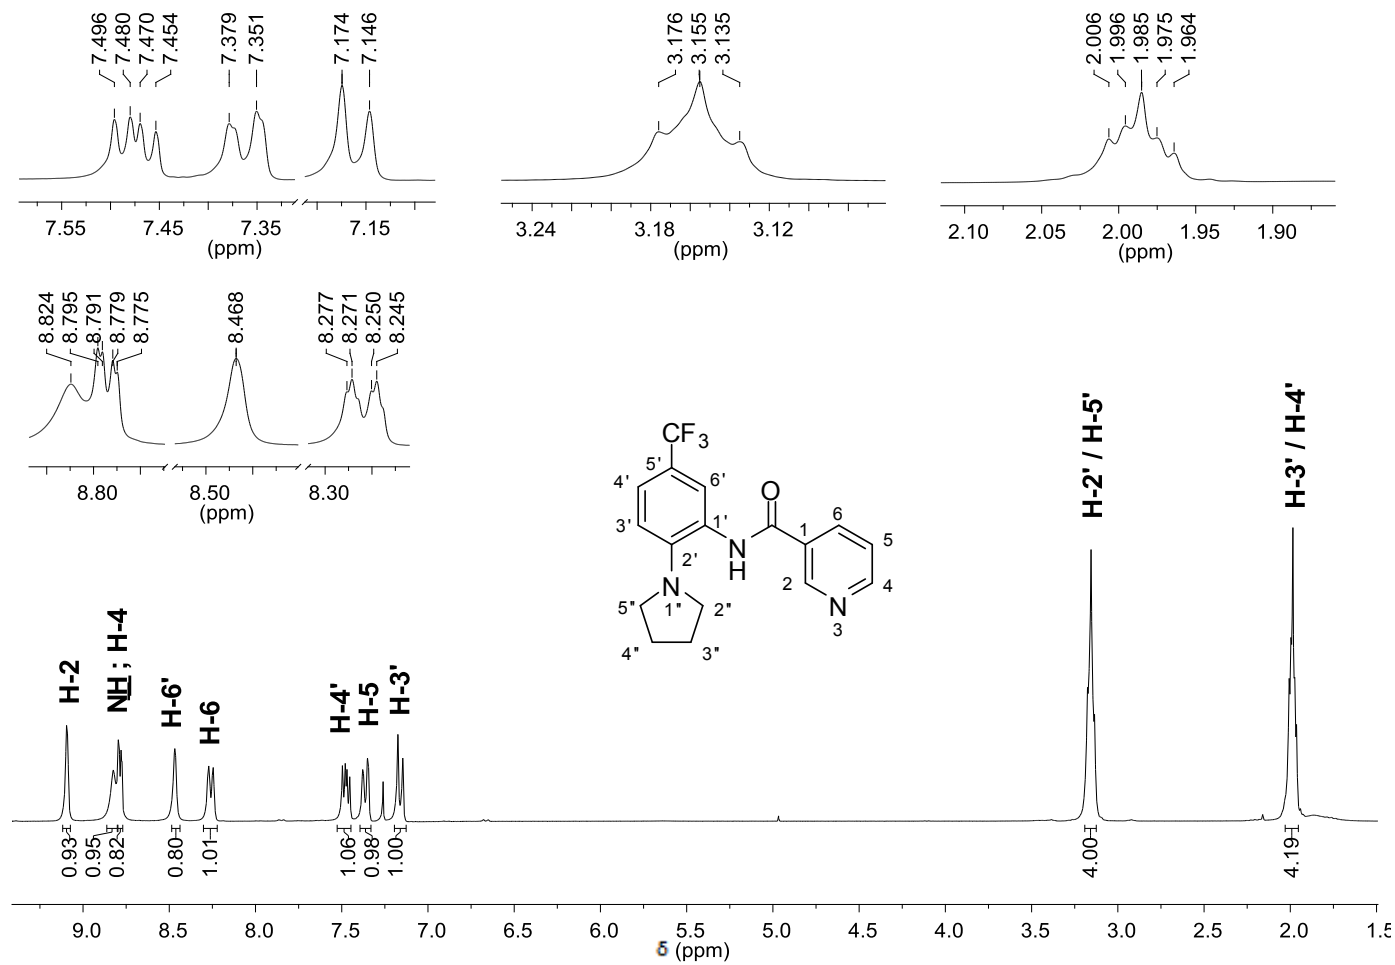 7.496
7.480
7.470
7.454
7.379
7.351
7.174
7.146
7.55 7.45 7.35 7.15
(ppm)
3.176
3.155
3.135
3.24 3.18 3.12
(ppm)
2.006
1.996
1.985
1.975
1.964
2.10 2.05 2.00 1.95 1.90
(ppm)
8.824
8.795
8.791
8.779
8.775
8.468
8.277
8.271
8.250
8.245
8.80 8.50 8.30
(ppm)
CF3
5'
4' 6'
3' 1'
2'
O
N
H
1 6
5
2 4
N
3
N
1"
5" 2"
4" 3"
H-2
NH ; H-4
H-6'
H-6
H-4'
H-5
H-3'
H-2' / H-5'
H-3' / H-4'
0.93
0.95
0.82
0.80
1.01
1.06
0.98
1.00
4.00
4.19
9.0 8.5 8.0 7.5 7.0 6.5 6.0 5.5 5.0 4.5 4.0 3.5 3.0 2.5 2.0 1.5
δ (ppm)